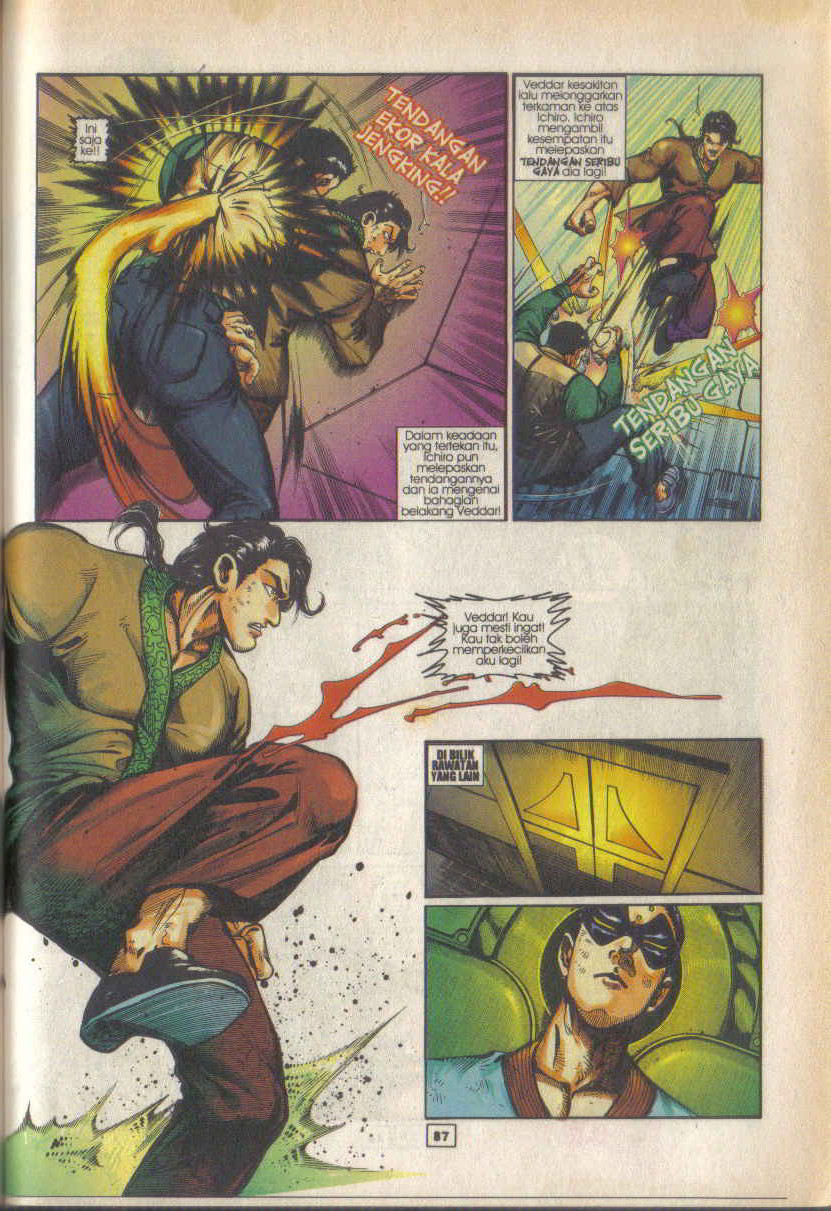 Ini
saja
ke!!
TENDANGAN
EKOR KALA
JENGKING!!
Dalam keadaan
yang tertekan itu,
Ichiro pun
melepaskan
tendangannya
dan ia mengenai
bahagian
belakang Veddar!
Veddar kesakitan
lalu melonggarkan
terkaman ke atas
Ichiro. Ichiro
mengambil
kesempatan itu
melepaskan
TENDANGAN SERIBU
GAYA dia lagi!
TENDANGAN
SERIBU GAYA
Veddar! Kau
juga mesti ingat!
Kau tak boleh
memperkecilkan
aku lagi!
DI BILIK
RAWATAN
YANG LAIN
87